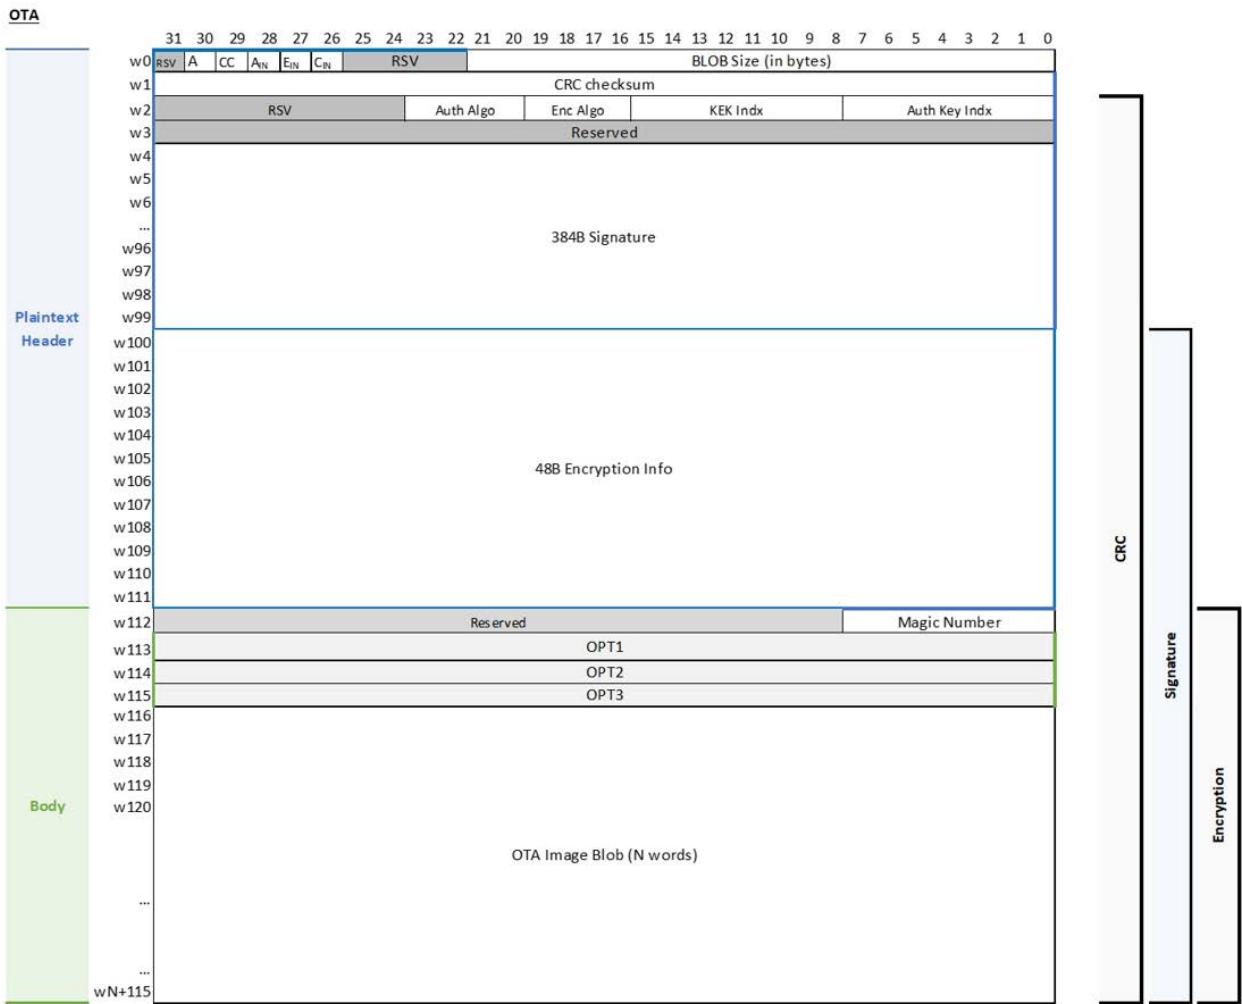 OTA
31 30 29 28 27 26 25 24 23 22 21 20 19 18 17 16 15 14 13 12 11 10 9 8 7 6 5 4 3 2 1 0
w0 RSV A CC AIN EIN CIN RSV BLOB Size (in bytes)
w1 CRC checksum
w2 RSV Auth Algo Enc Algo KEK Indx Auth Key Indx
w3 Reserved
w4
w5
w6
...
384B Signature
w96
w97
w98
w99
Plaintext
Header
w100
w101
w102
w103
w104
w105
48B Encryption Info
w106
w107
w108
w109
w110
w111
w112 Reserved Magic Number
w113 OPT1
w114 OPT2
w115 OPT3
w116
w117
w118
w119
w120
Body
OTA Image Blob (N words)
...
...
wN+115
CRC
Signature
Encryption